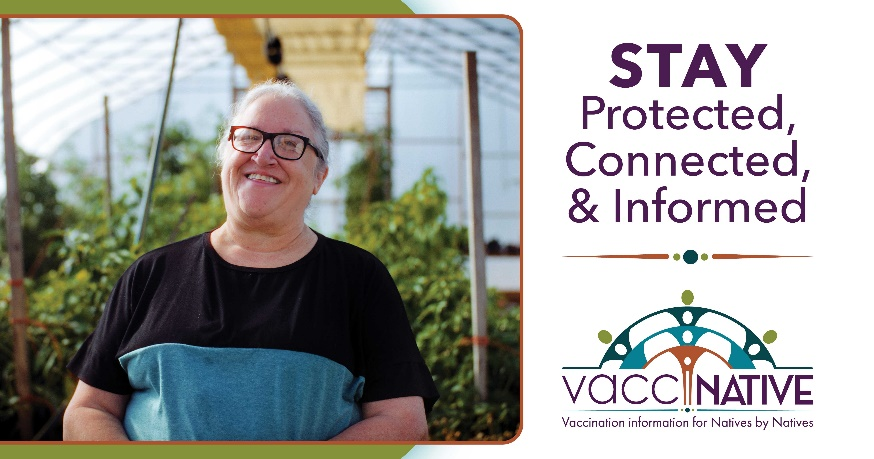 STAY
Protected,
Connected,
& Informed
VACCINATIVE
Vaccination information for Natives by Natives